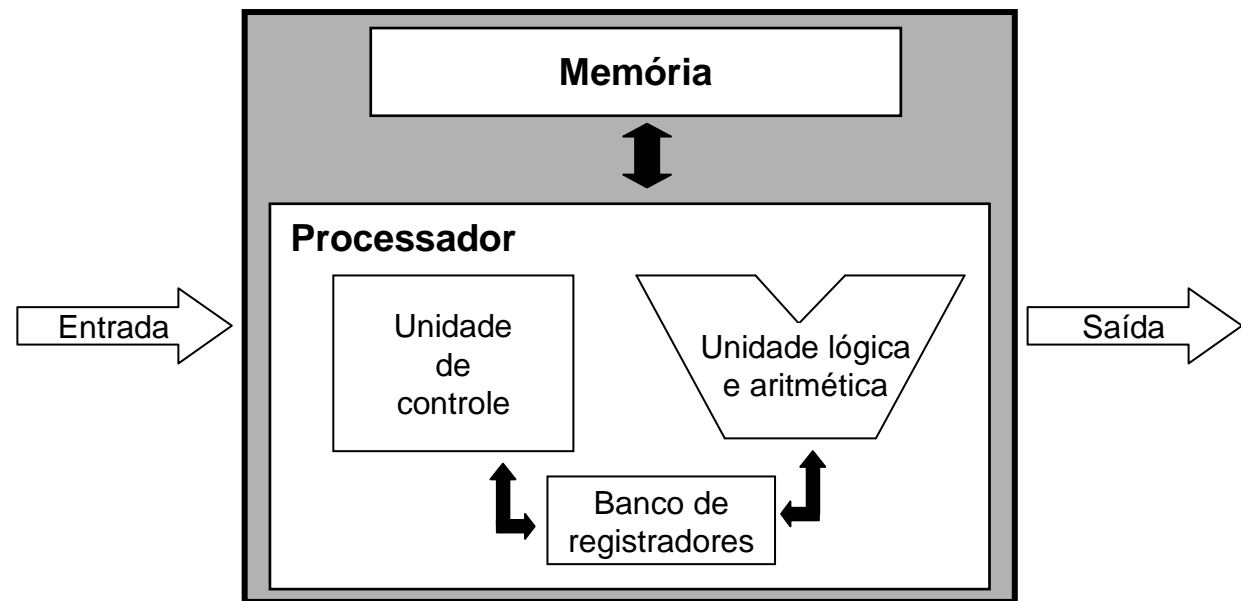 Memória
Processador
Entrada
Unidade
de
controle
Unidade lógica
e aritmética
Saída
Banco de
registradores